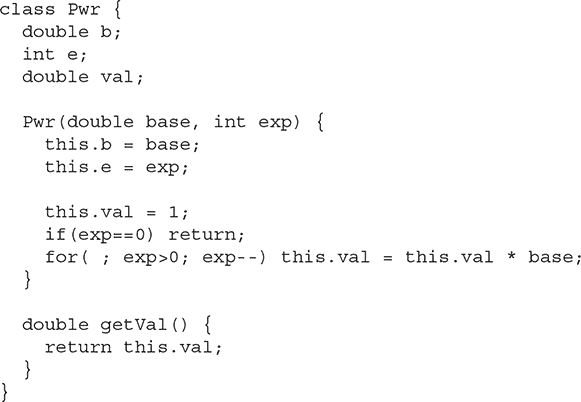 class Pwr {
  double b;
  int e;
  double val;

  Pwr(double base, int exp) {
    this.b = base;
    this.e = exp;

    this.val = 1;
    if(exp==0) return;
    for( ; exp>0; exp--) this.val = this.val * base;
  }

  double getVal() {
    return this.val;
  }
}